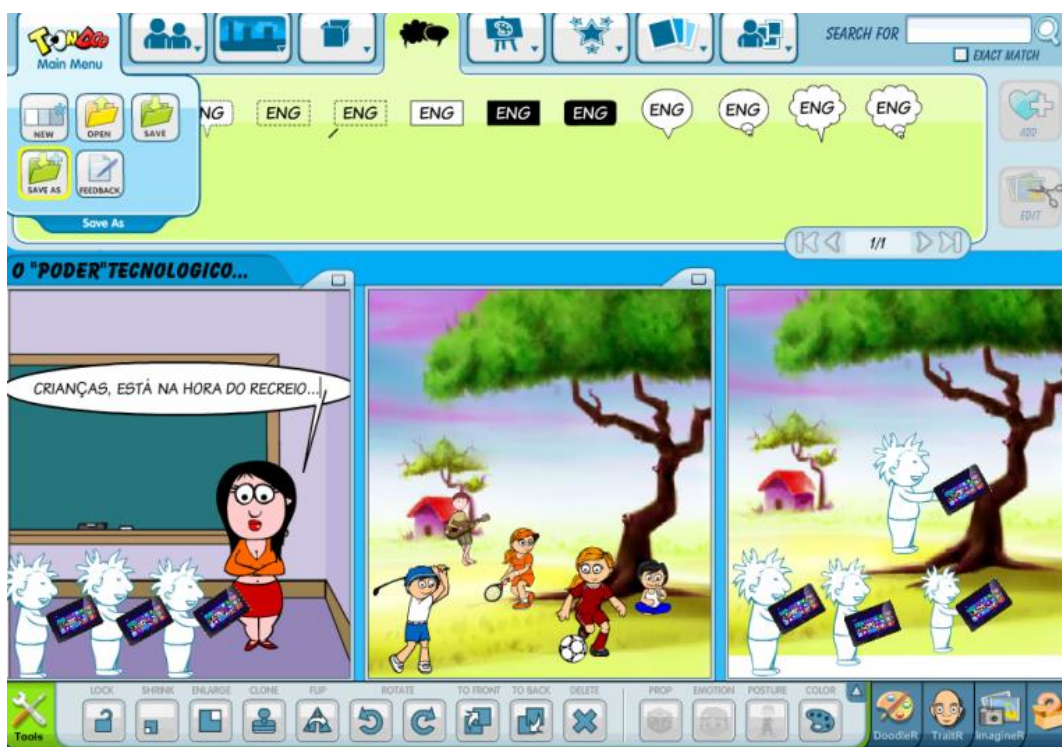 TOONDOO
Main Menu
SEARCH FOR
EXACT MATCH
NEW
OPEN
SAVE
SAVE AS
FEEDBACK
Save As
NG
ENG
ENG
ENG
ENG
ENG
ENG
ENG
ENG
ENG
ADD
EDIT
1/1
O "PODER"TECNOLOGICO...
CRIANÇAS, ESTÁ NA HORA DO RECREIO...
Tools
LOCK
SHRINK
ENLARGE
CLONE
FLIP
ROTATE
TO FRONT
TO BACK
DELETE
PROP
EMOTION
POSTURE
COLOR
DoodleR
TraitR
ImagineR